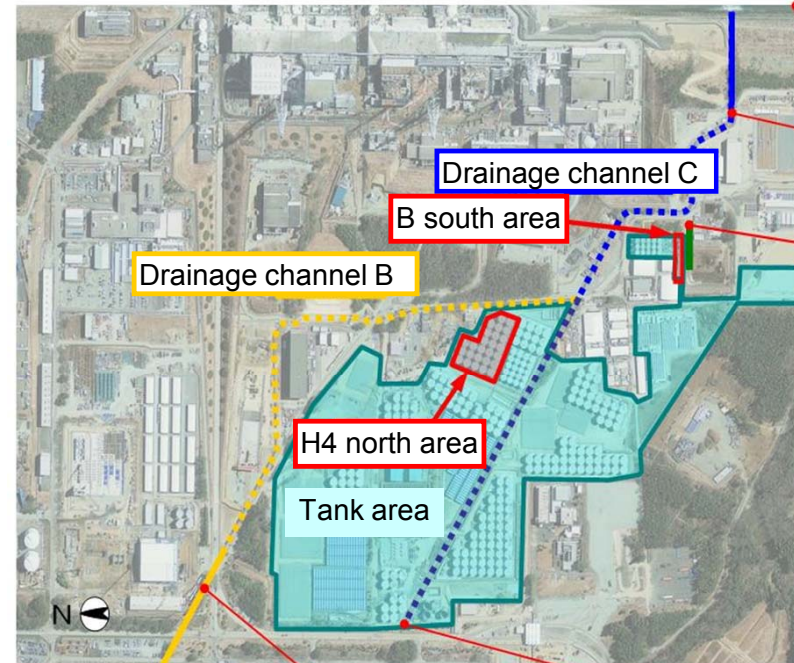 Drainage channel C
B south area
Drainage channel B
H4 north area
Tank area
N